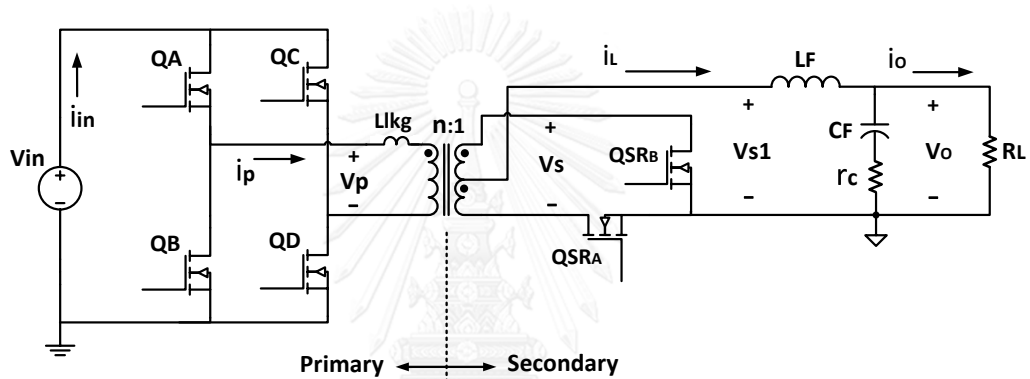 QA
QC
iin
Vin
Llkg
n:1
ip
+
Vp
−
QB
QD
iL
LF
iO
+
Vs
−
QSRB
QSRA
+
Vs1
−
CF
rC
+
VO
−
RL
+
−
Primary
Secondary